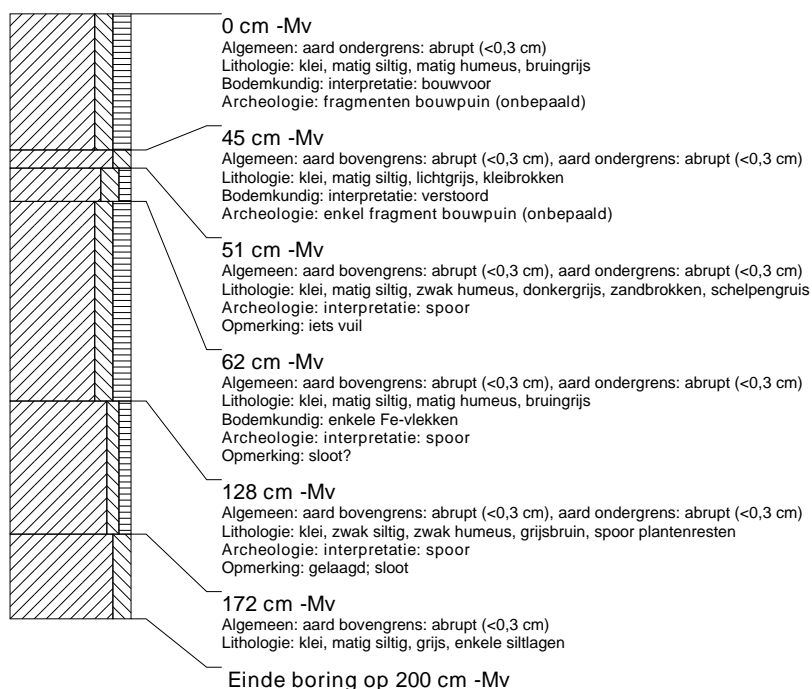 0 cm -Mv
Algemeen: aard ondergrens: abrupt (<0,3 cm)
Lithologie: klei, matig siltig, matig humeus, bruingrijs
Bodemkundig: interpretatie: bouwvoor
Archeologie: fragmenten bouwpuin (onbepaald)
45 cm -Mv
Algemeen: aard bovengrens: abrupt (<0,3 cm), aard ondergrens: abrupt (<0,3 cm)
Lithologie: klei, matig siltig, lichtgrijs, kleibrokken
Bodemkundig: interpretatie: verstoord
Archeologie: enkel fragment bouwpuin (onbepaald)
51 cm -Mv
Algemeen: aard bovengrens: abrupt (<0,3 cm), aard ondergrens: abrupt (<0,3 cm)
Lithologie: klei, matig siltig, zwak humeus, donkergrijs, zandbrokken, schelpengruis
Archeologie: interpretatie: spoor
Opmerking: iets vuil
62 cm -Mv
Algemeen: aard bovengrens: abrupt (<0,3 cm), aard ondergrens: abrupt (<0,3 cm)
Lithologie: klei, matig siltig, matig humeus, bruingrijs
Bodemkundig: enkele Fe-vlekken
Archeologie: interpretatie: spoor
Opmerking: sloot?
128 cm -Mv
Algemeen: aard bovengrens: abrupt (<0,3 cm), aard ondergrens: abrupt (<0,3 cm)
Lithologie: klei, zwak siltig, zwak humeus, grijsbruin, spoor plantenresten
Archeologie: interpretatie: spoor
Opmerking: gelaagd; sloot
172 cm -Mv
Algemeen: aard bovengrens: abrupt (<0,3 cm)
Lithologie: klei, matig siltig, grijs, enkele siltlagen
Einde boring op 200 cm -Mv